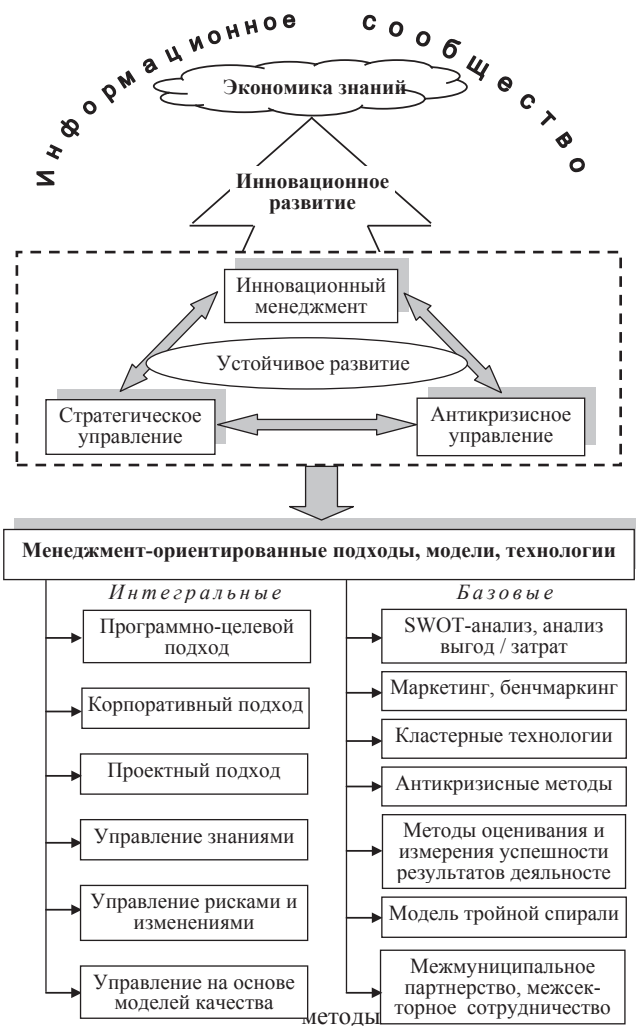 Информационное сообщество
Экономика знаний
Инновационное
развитие
Инновационный
менеджмент
Устойчивое развитие
Стратегическое
управление
Антикризисное
управление
Менеджмент-ориентированные подходы, модели, технологии
Интегральные
Программно-целевой
подход
Корпоративный подход
Проектный подход
Управление знаниями
Управление рисками и
изменениями
Управление на основе
моделей качества
Базовые
SWOT-анализ, анализ
выгод / затрат
Маркетинг, бенчмаркинг
Кластерные технологии
Антикризисные методы
Методы оценивания и
измерения успешности
результатов деяльносте
Модель тройной спирали
Межмуниципальное
партнерство, межсек-
торное сотрудничество
методы